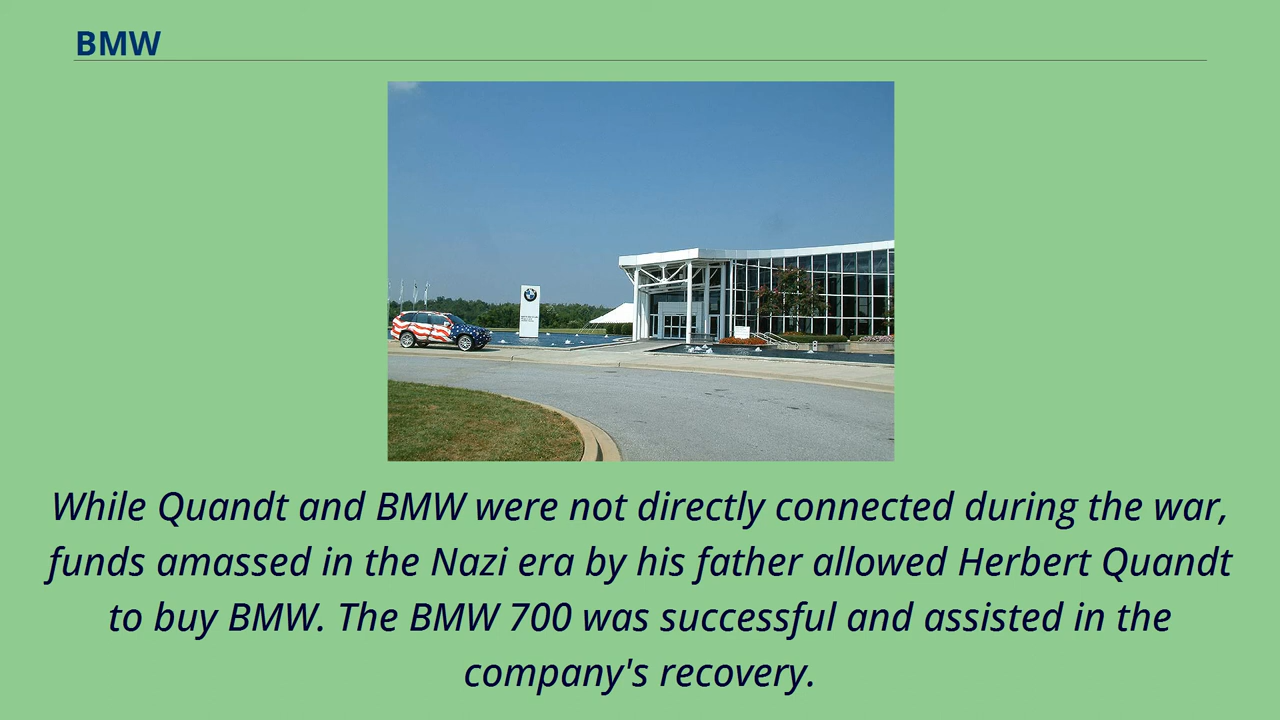 BMW
While Quandt and BMW were not directly connected during the war,
funds amassed in the Nazi era by his father allowed Herbert Quandt
to buy BMW. The BMW 700 was successful and assisted in the
company's recovery.